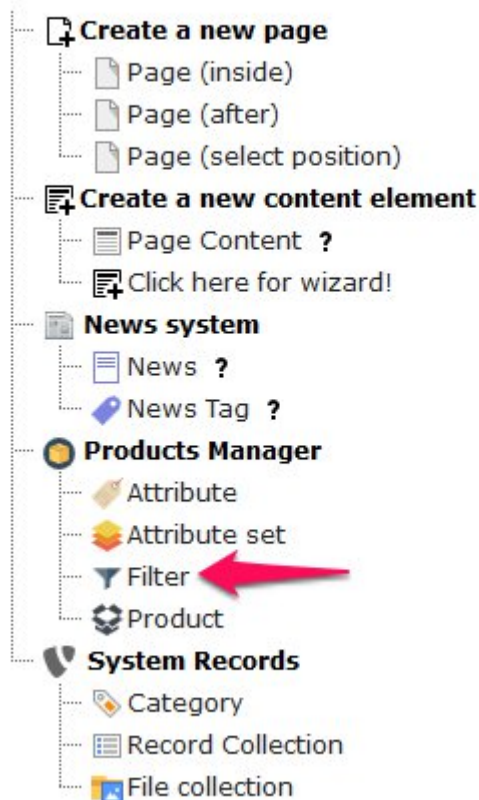 Create a new page
Page (inside)
Page (after)
Page (select position)
Create a new content element
Page Content ?
Click here for wizard!
News system
News ?
News Tag ?
Products Manager
Attribute
Attribute set
Filter
Product
System Records
Category
Record Collection
File collection